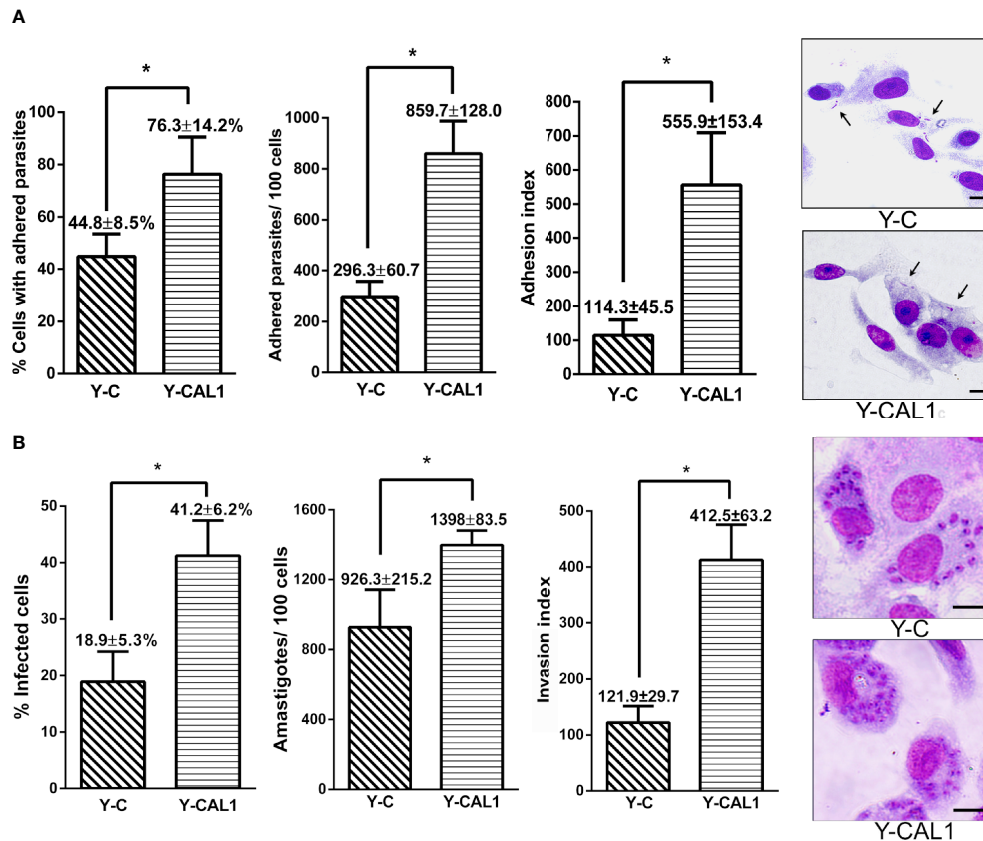 A
*
% Cells with adhered parasites
100
80
60
40
20
0
44.8±8.5%
76.3±14.2%
Y-C
Y-CAL1
*
Adhered parasites/ 100 cells
1000
800
600
400
200
0
296.3±60.7
859.7±128.0
Y-C
Y-CAL1
*
Adhesion index
800
700
600
500
400
300
200
100
0
114.3±45.5
555.9±153.4
Y-C
Y-CAL1
Y-C
Y-CAL1c
B
*
% Infected cells
50
40
30
20
10
0
18.9±5.3%
41.2±6.2%
Y-C
Y-CAL1
*
Amastigotes/ 100 cells
1600
1200
800
400
0
926.3±215.2
1398±83.5
Y-C
Y-CAL1
*
Invasion index
500
400
300
200
100
0
121.9±29.7
412.5±63.2
Y-C
Y-CAL1
Y-C
Y-CAL1